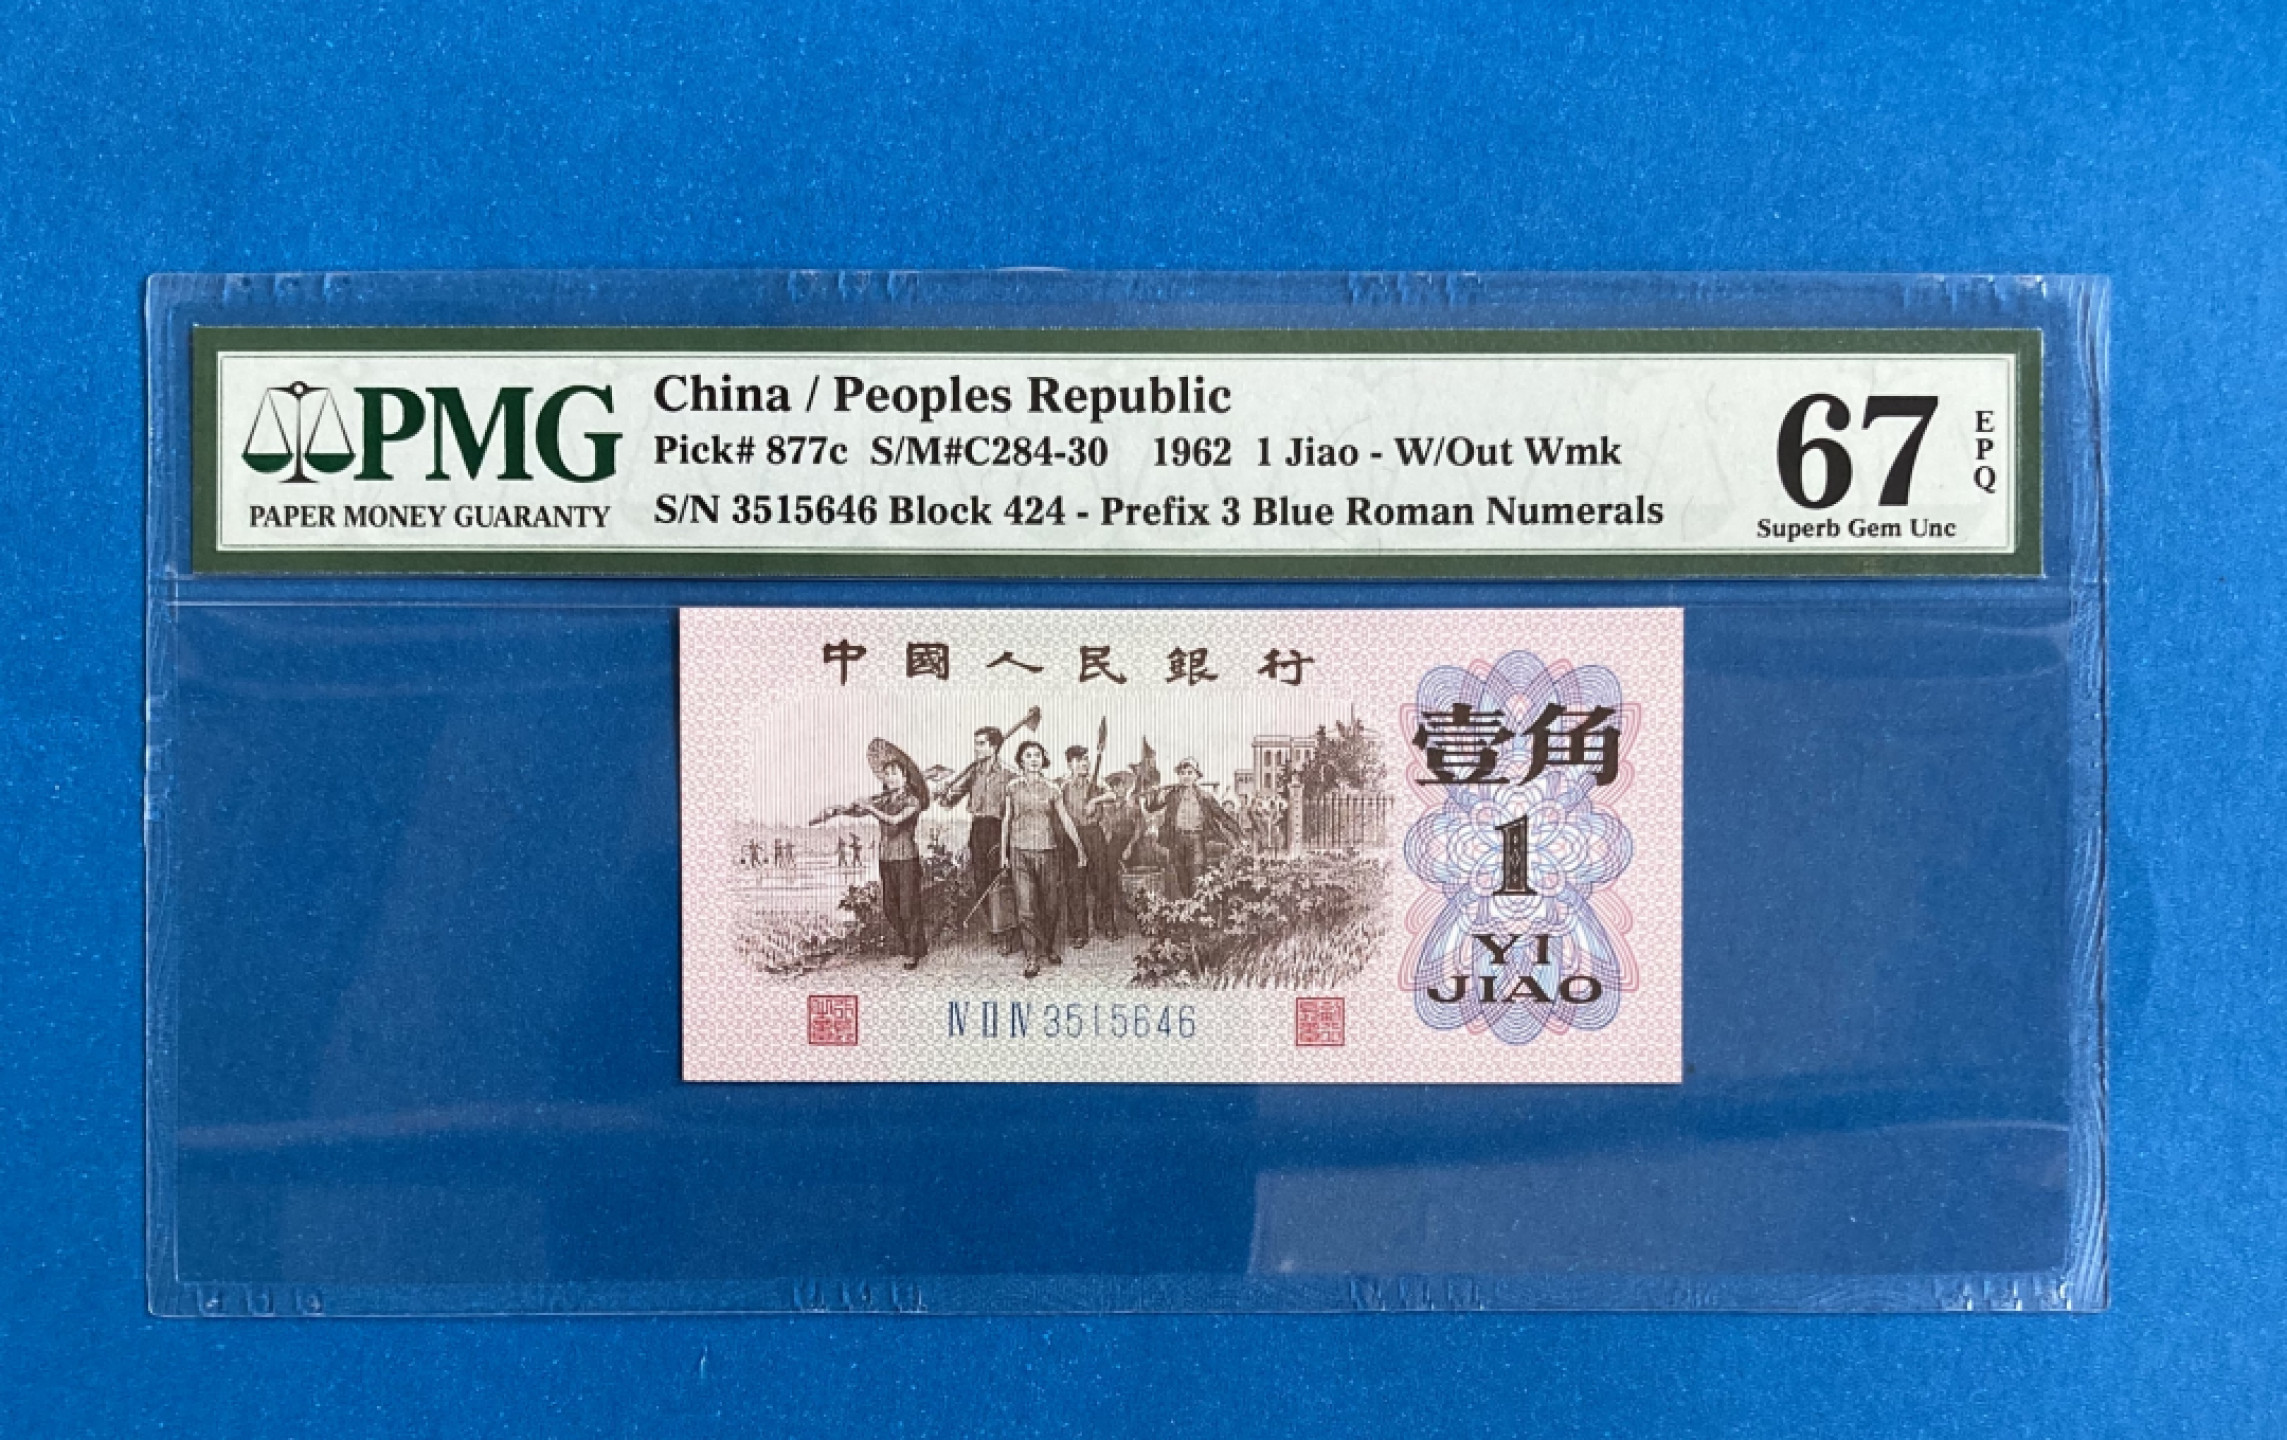 PMG
PAPER MONEY GUARANTY
China / Peoples Republic
Pick# 877c S/M#C284-30 1962 1 Jiao - W/Out Wmk
S/N 3515646 Block 424 - Prefix 3 Blue Roman Numerals
67
EPQ
Superb Gem Unc
中國人民銀行
壹角
1
YI
JIAO
Ⅳ Ⅱ Ⅳ 3515646